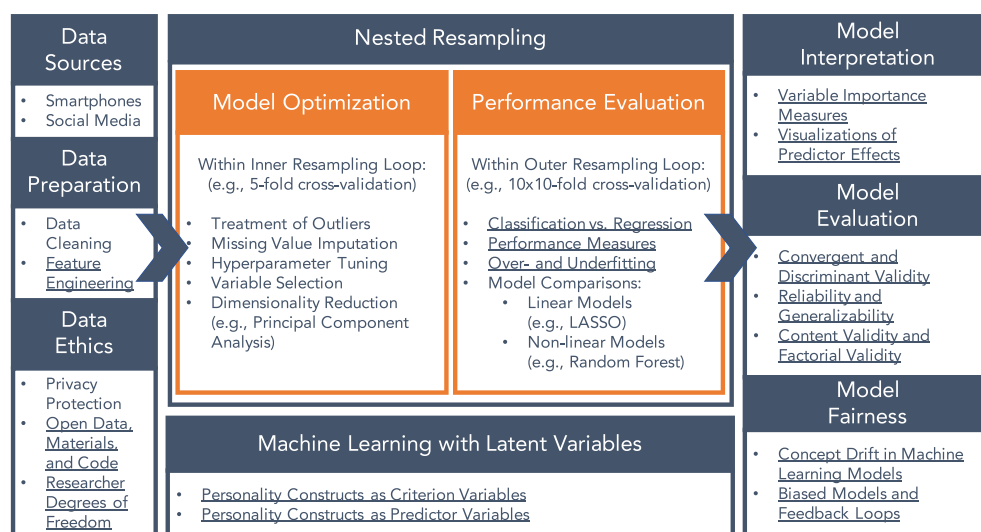 Data
Sources
• Smartphones
• Social Media
Data
Preparation
• Data
Cleaning
• Feature
Engineering
Data
Ethics
• Privacy
Protection
• Open Data,
Materials,
and Code
• Researcher
Degrees of
Freedom
Nested Resampling
Model Optimization
Within Inner Resampling Loop:
(e.g., 5-fold cross-validation)
• Treatment of Outliers
• Missing Value Imputation
• Hyperparameter Tuning
• Variable Selection
• Dimensionality Reduction
(e.g., Principal Component
Analysis)
Performance Evaluation
Within Outer Resampling Loop:
(e.g., 10x10-fold cross-validation)
• Classification vs. Regression
• Performance Measures
• Over- and Underfitting
• Model Comparisons:
• Linear Models
(e.g., LASSO)
• Non-linear Models
(e.g., Random Forest)
Machine Learning with Latent Variables
• Personality Constructs as Criterion Variables
• Personality Constructs as Predictor Variables
Model
Interpretation
• Variable Importance
Measures
• Visualizations of
Predictor Effects
Model
Evaluation
• Convergent and
Discriminant Validity
• Reliability and
Generalizability
• Content Validity and
Factorial Validity
Model
Fairness
• Concept Drift in Machine
Learning Models
• Biased Models and
Feedback Loops